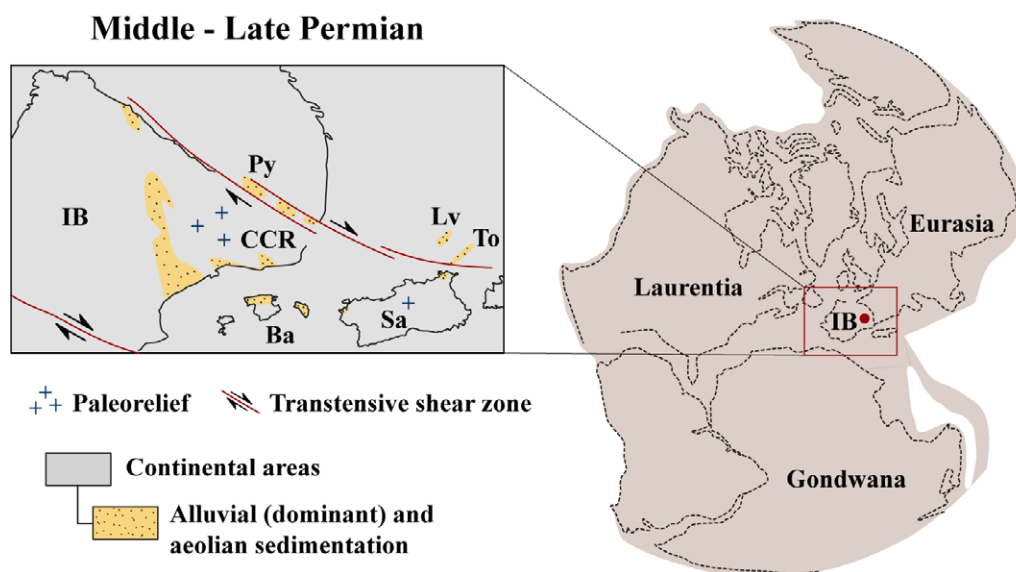 Middle - Late Permian
IB
Py
CCR
Lv
To
Ba
Sa
Paleorelief
Transtensive shear zone
Continental areas
Alluvial (dominant) and
aeolian sedimentation
Laurentia
Eurasia
IB
Gondwana